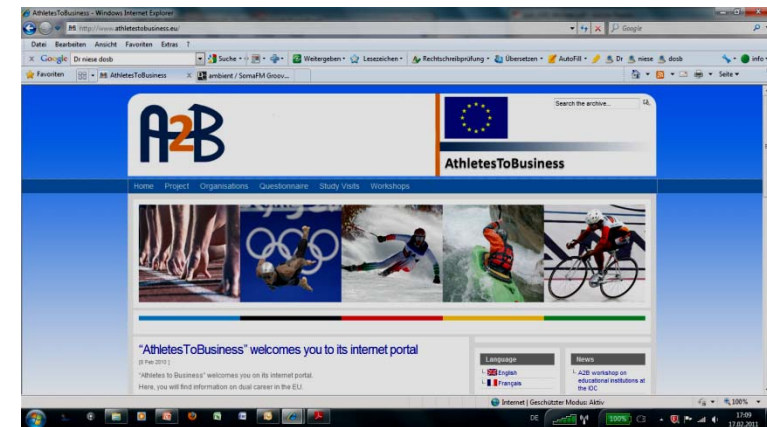 AthletesToBusiness - Windows Internet Explorer
http://www.athletestobusiness.eu/
Google
Datei Bearbeiten Ansicht Favoriten Extras ?
Google Dr niese dosb Suche Weitergeben Lesezeichen Rechtschreibprüfung Übersetzen AutoFill Dr niese dosb info
Favoriten AthletesToBusiness ambient / SomaFM Groov... Seite
A2B
Search the archive...
AthletesToBusiness
Home Project Organisations Questionnaire Study Visits Workshops
"AthletesToBusiness" welcomes you to its internet portal
"Athletes to Business" welcomes you on its internet portal.
Here, you will find information on dual career in the EU.
Language
English
Français
News
A2B workshop on
educational institutions at
the IOC
Internet | Geschützter Modus: Aktiv 100%
DE 100% 17:09
17.02.2011